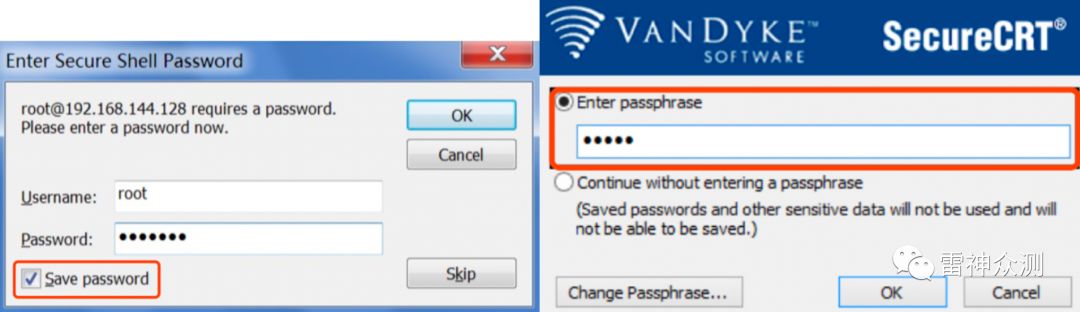 Enter Secure Shell Password
root@192.168.144.128 requires a password.
Please enter a password now.
OK
Cancel
Username:
root
Password:
•••••••
Save password
Skip
VANDYKE™
SOFTWARE
SecureCRT®
Enter passphrase
•••••
Continue without entering a passphrase
(Saved passwords and other sensitive data will not be used and will
not be able to be saved.)
Change Passphrase...
OK
Cancel
雷神众测